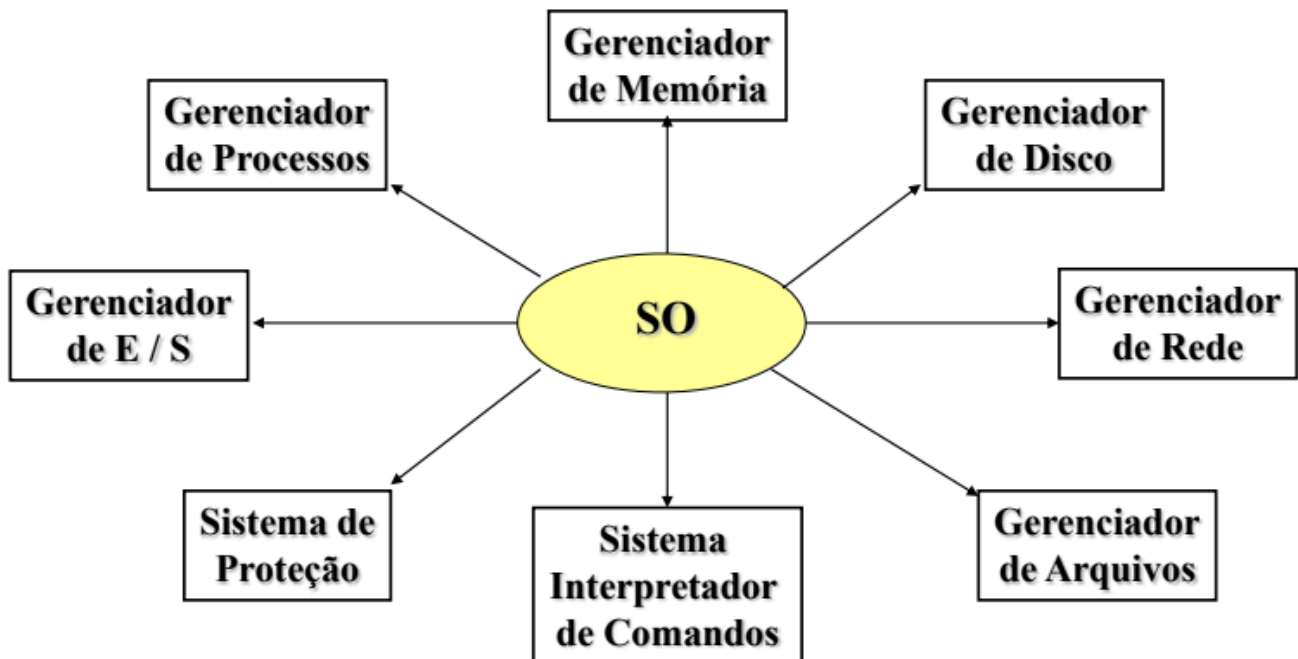 Gerenciador
de Memória
Gerenciador
de Processos
Gerenciador
de Disco
Gerenciador
de E / S
SO
Gerenciador
de Rede
Sistema de
Proteção
Sistema
Interpretador
de Comandos
Gerenciador
de Arquivos